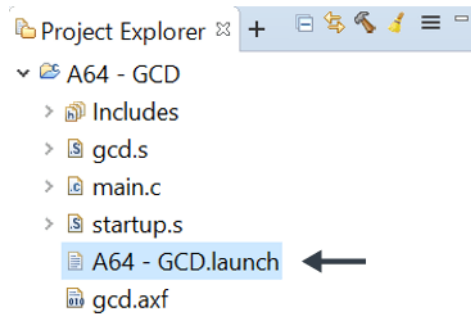 Project Explorer
A64 - GCD
Includes
gcd.s
main.c
startup.s
A64 - GCD.launch
gcd.axf